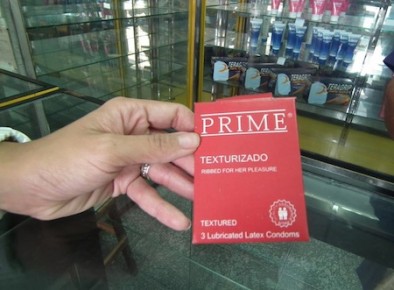 PRIME®
TEXTURIZADO
RIBBED FOR HER PLEASURE
TEXTURED
3 Lubricated Latex Condoms